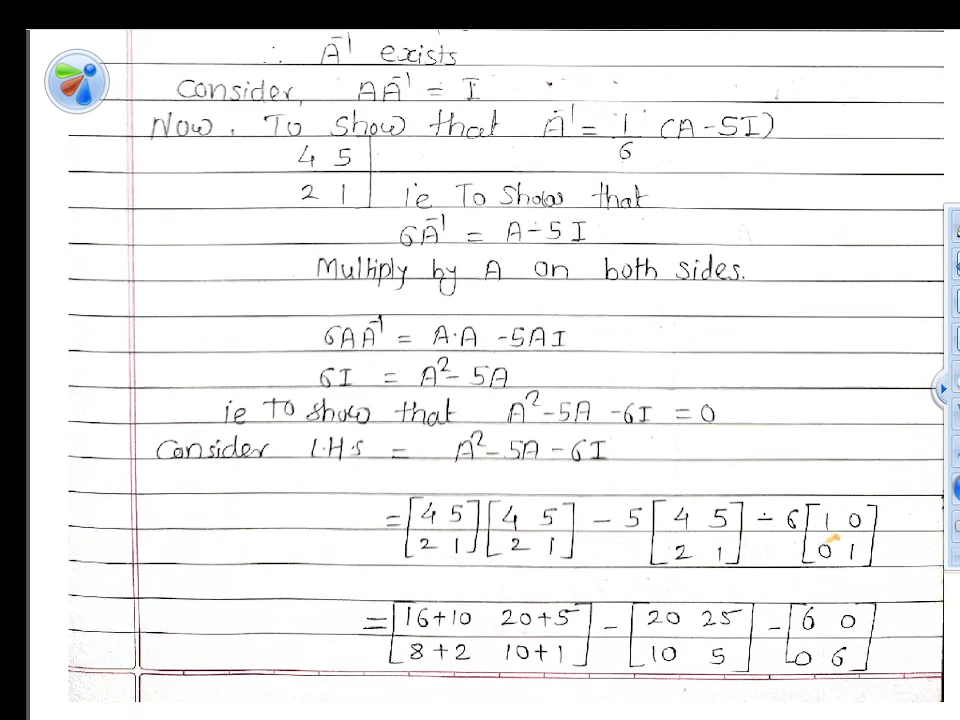 ∴ A⁻¹ exists
Consider, AA⁻¹ = I
Now, To show that A⁻¹ = 1/6 (A-5I)
4 5
2 1 | ie To Show that
6A⁻¹ = A-5I
Multiply by A on both sides.
6AA⁻¹ = A·A -5AI
6I = A²- 5A
ie To show that A²-5A -6I = 0
Consider L.H.S = A²-5A-6I
= [4 5; 2 1] [4 5; 2 1] - 5 [4 5; 2 1] - 6 [1 0; 0 1]
= [16+10 20+5; 8+2 10+1] - [20 25; 10 5] - [6 0; 0 6]